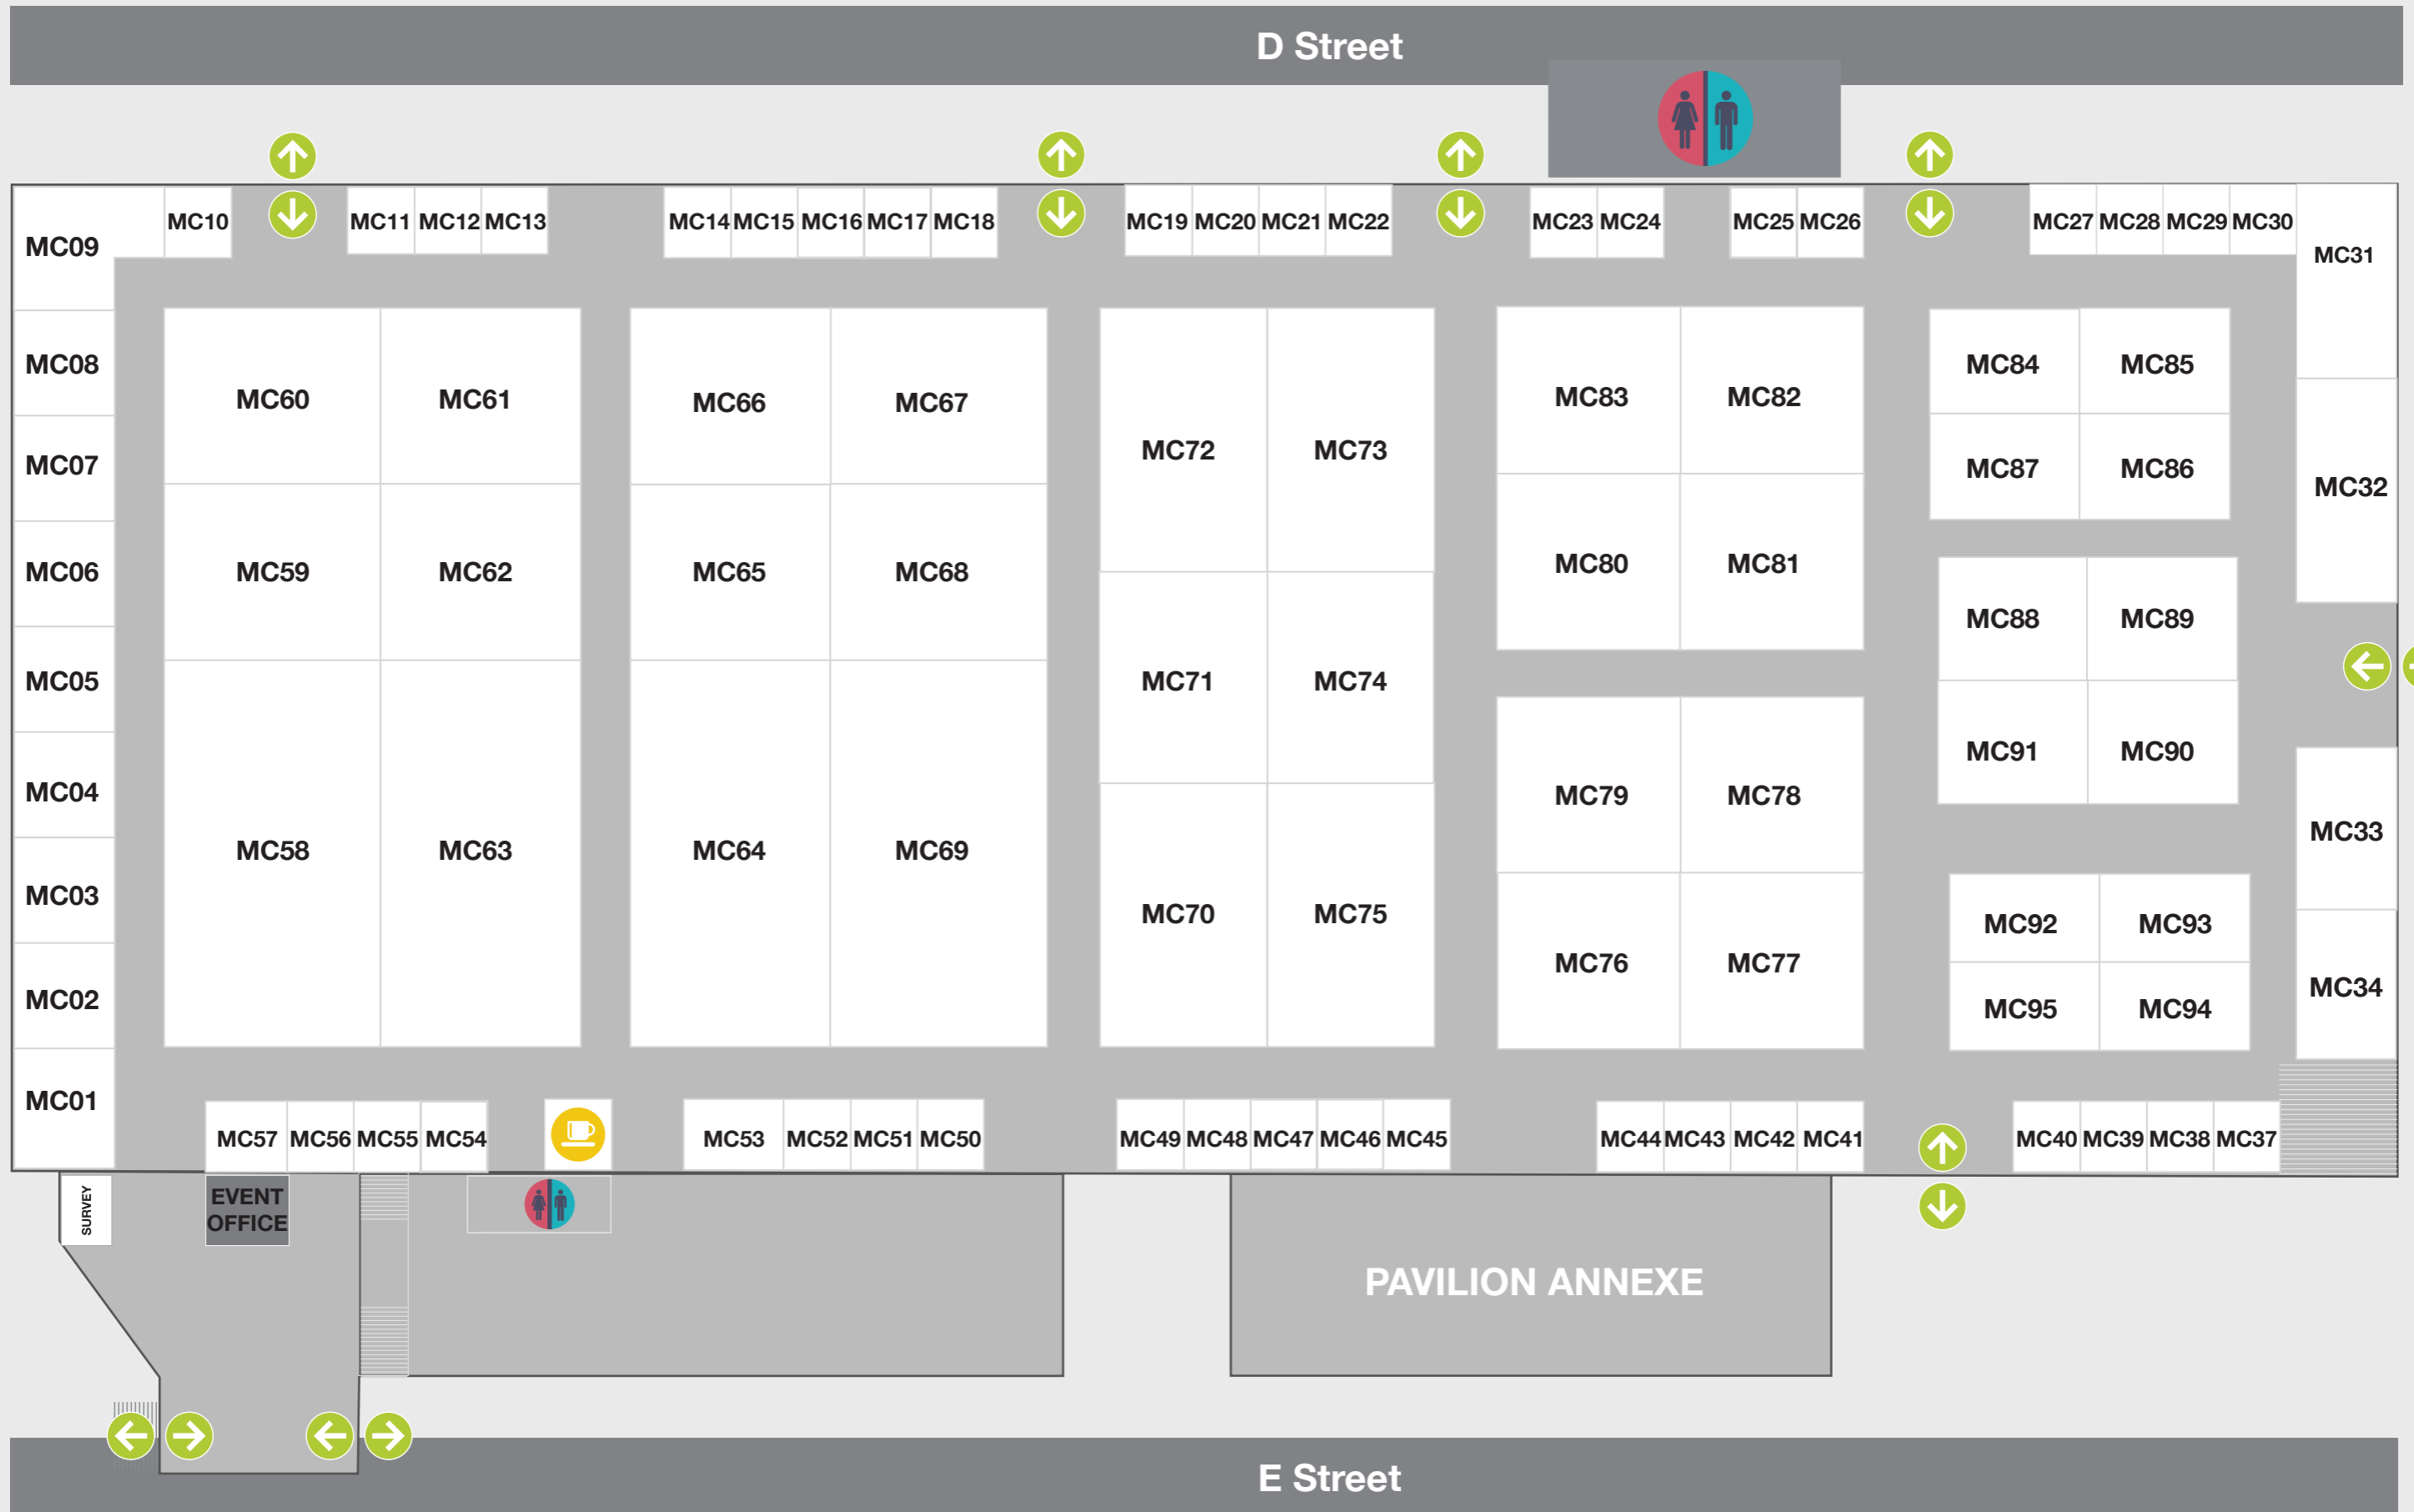 D Street
MC09
MC10
MC11 MC12 MC13
MC14 MC15 MC16 MC17 MC18
MC19 MC20 MC21 MC22
MC23 MC24
MC25 MC26
MC27 MC28 MC29 MC30
MC31
MC08
MC07
MC06
MC05
MC04
MC03
MC02
MC01
MC60 MC61
MC59 MC62
MC58 MC63
MC66 MC67
MC65 MC68
MC64 MC69
MC72 MC73
MC71 MC74
MC70 MC75
MC83 MC82
MC80 MC81
MC79 MC78
MC76 MC77
MC84 MC85
MC87 MC86
MC88 MC89
MC91 MC90
MC92 MC93
MC95 MC94
MC32
MC33
MC34
MC57 MC56 MC55 MC54
MC53 MC52 MC51 MC50
MC49 MC48 MC47 MC46 MC45
MC44 MC43 MC42 MC41
MC40 MC39 MC38 MC37
SURVEY
EVENT
OFFICE
PAVILION ANNEXE
E Street